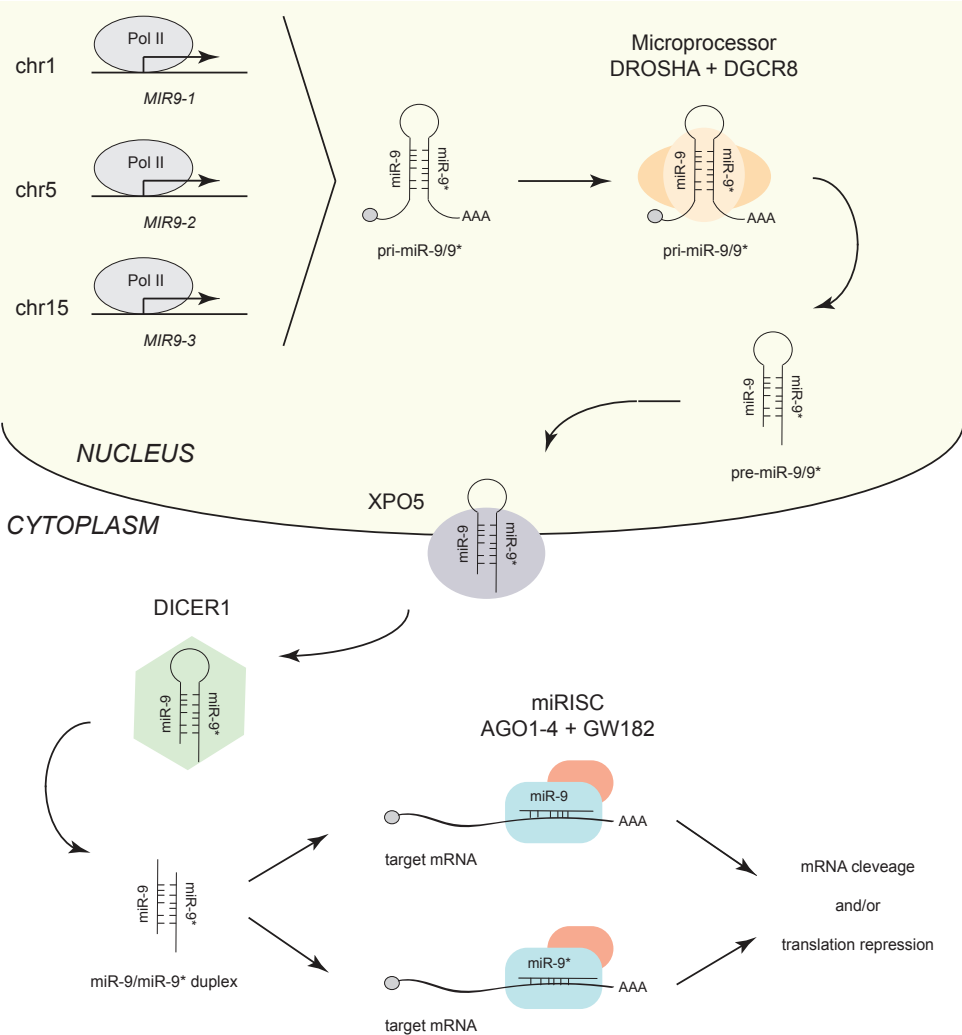 chr1
Pol II
MIR9-1
chr5
Pol II
MIR9-2
chr15
Pol II
MIR9-3
miR-9
miR-9*
AAA
pri-miR-9/9*
Microprocessor
DROSHA + DGCR8
miR-9
miR-9*
AAA
pri-miR-9/9*
miR-9
miR-9*
pre-miR-9/9*
NUCLEUS
CYTOPLASM
XPO5
miR-9
miR-9*
DICER1
miR-9
miR-9*
miR-9
miR-9*
miR-9/miR-9* duplex
miRISC
AGO1-4 + GW182
miR-9
AAA
target mRNA
miR-9*
AAA
target mRNA
mRNA cleveage
and/or
translation repression